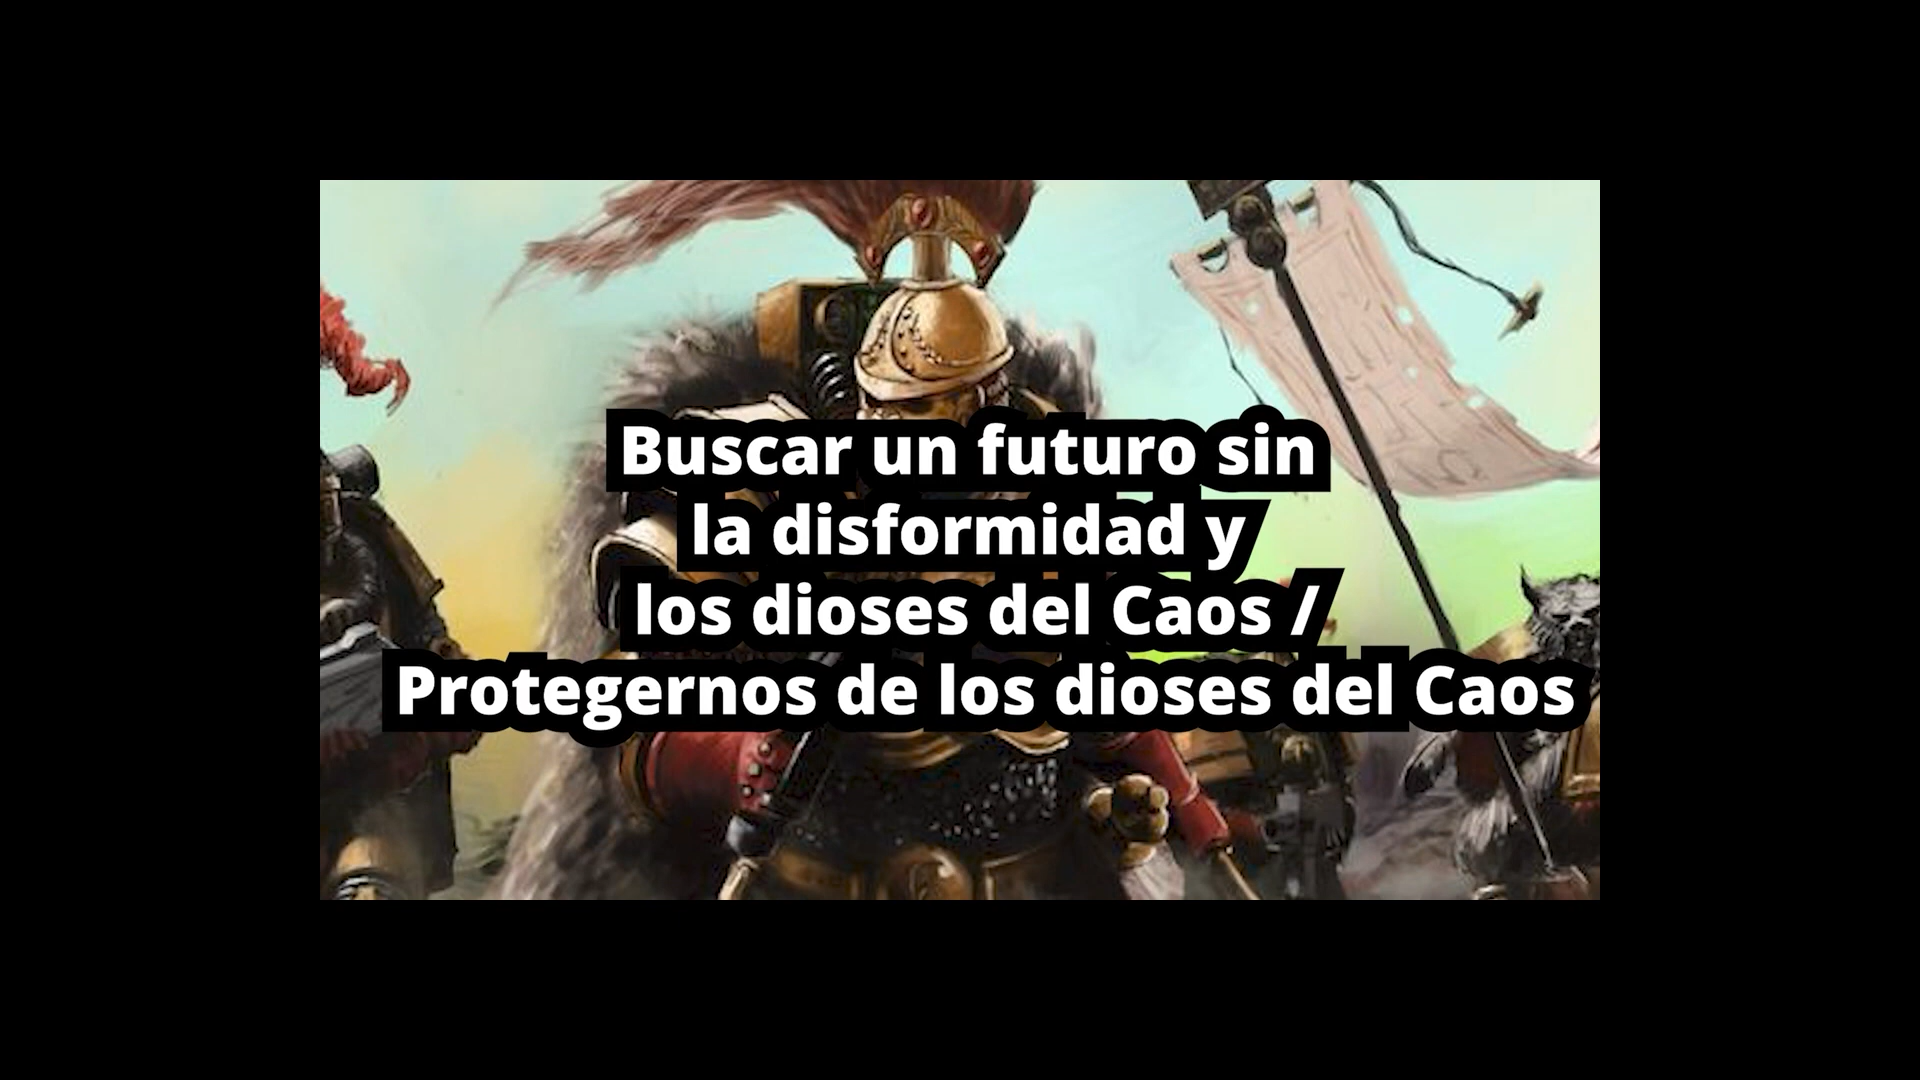 Buscar un futuro sin
la disformidad y
los dioses del Caos /
Protegernos de los dioses del Caos